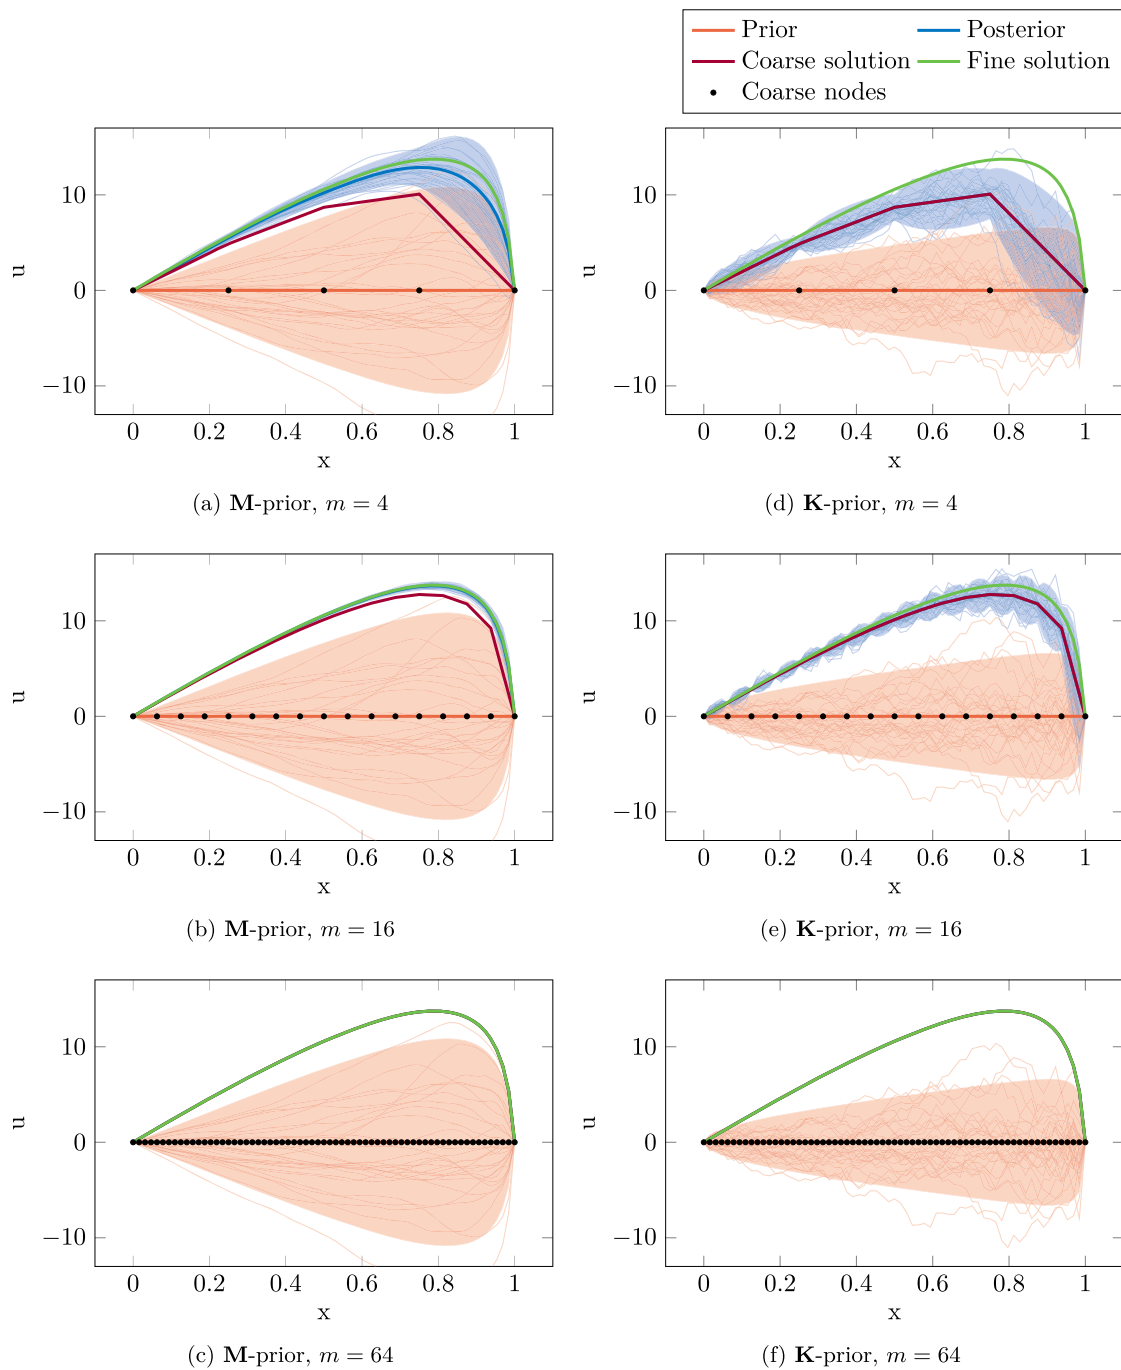 Prior Posterior
Coarse solution Fine solution
Coarse nodes
10
0
−10
u
0 0.2 0.4 0.6 0.8 1
x
(a) M-prior, m = 4
10
0
−10
u
0 0.2 0.4 0.6 0.8 1
x
(d) K-prior, m = 4
10
0
−10
u
0 0.2 0.4 0.6 0.8 1
x
(b) M-prior, m = 16
10
0
−10
u
0 0.2 0.4 0.6 0.8 1
x
(e) K-prior, m = 16
10
0
−10
u
0 0.2 0.4 0.6 0.8 1
x
(c) M-prior, m = 64
10
0
−10
u
0 0.2 0.4 0.6 0.8 1
x
(f) K-prior, m = 64